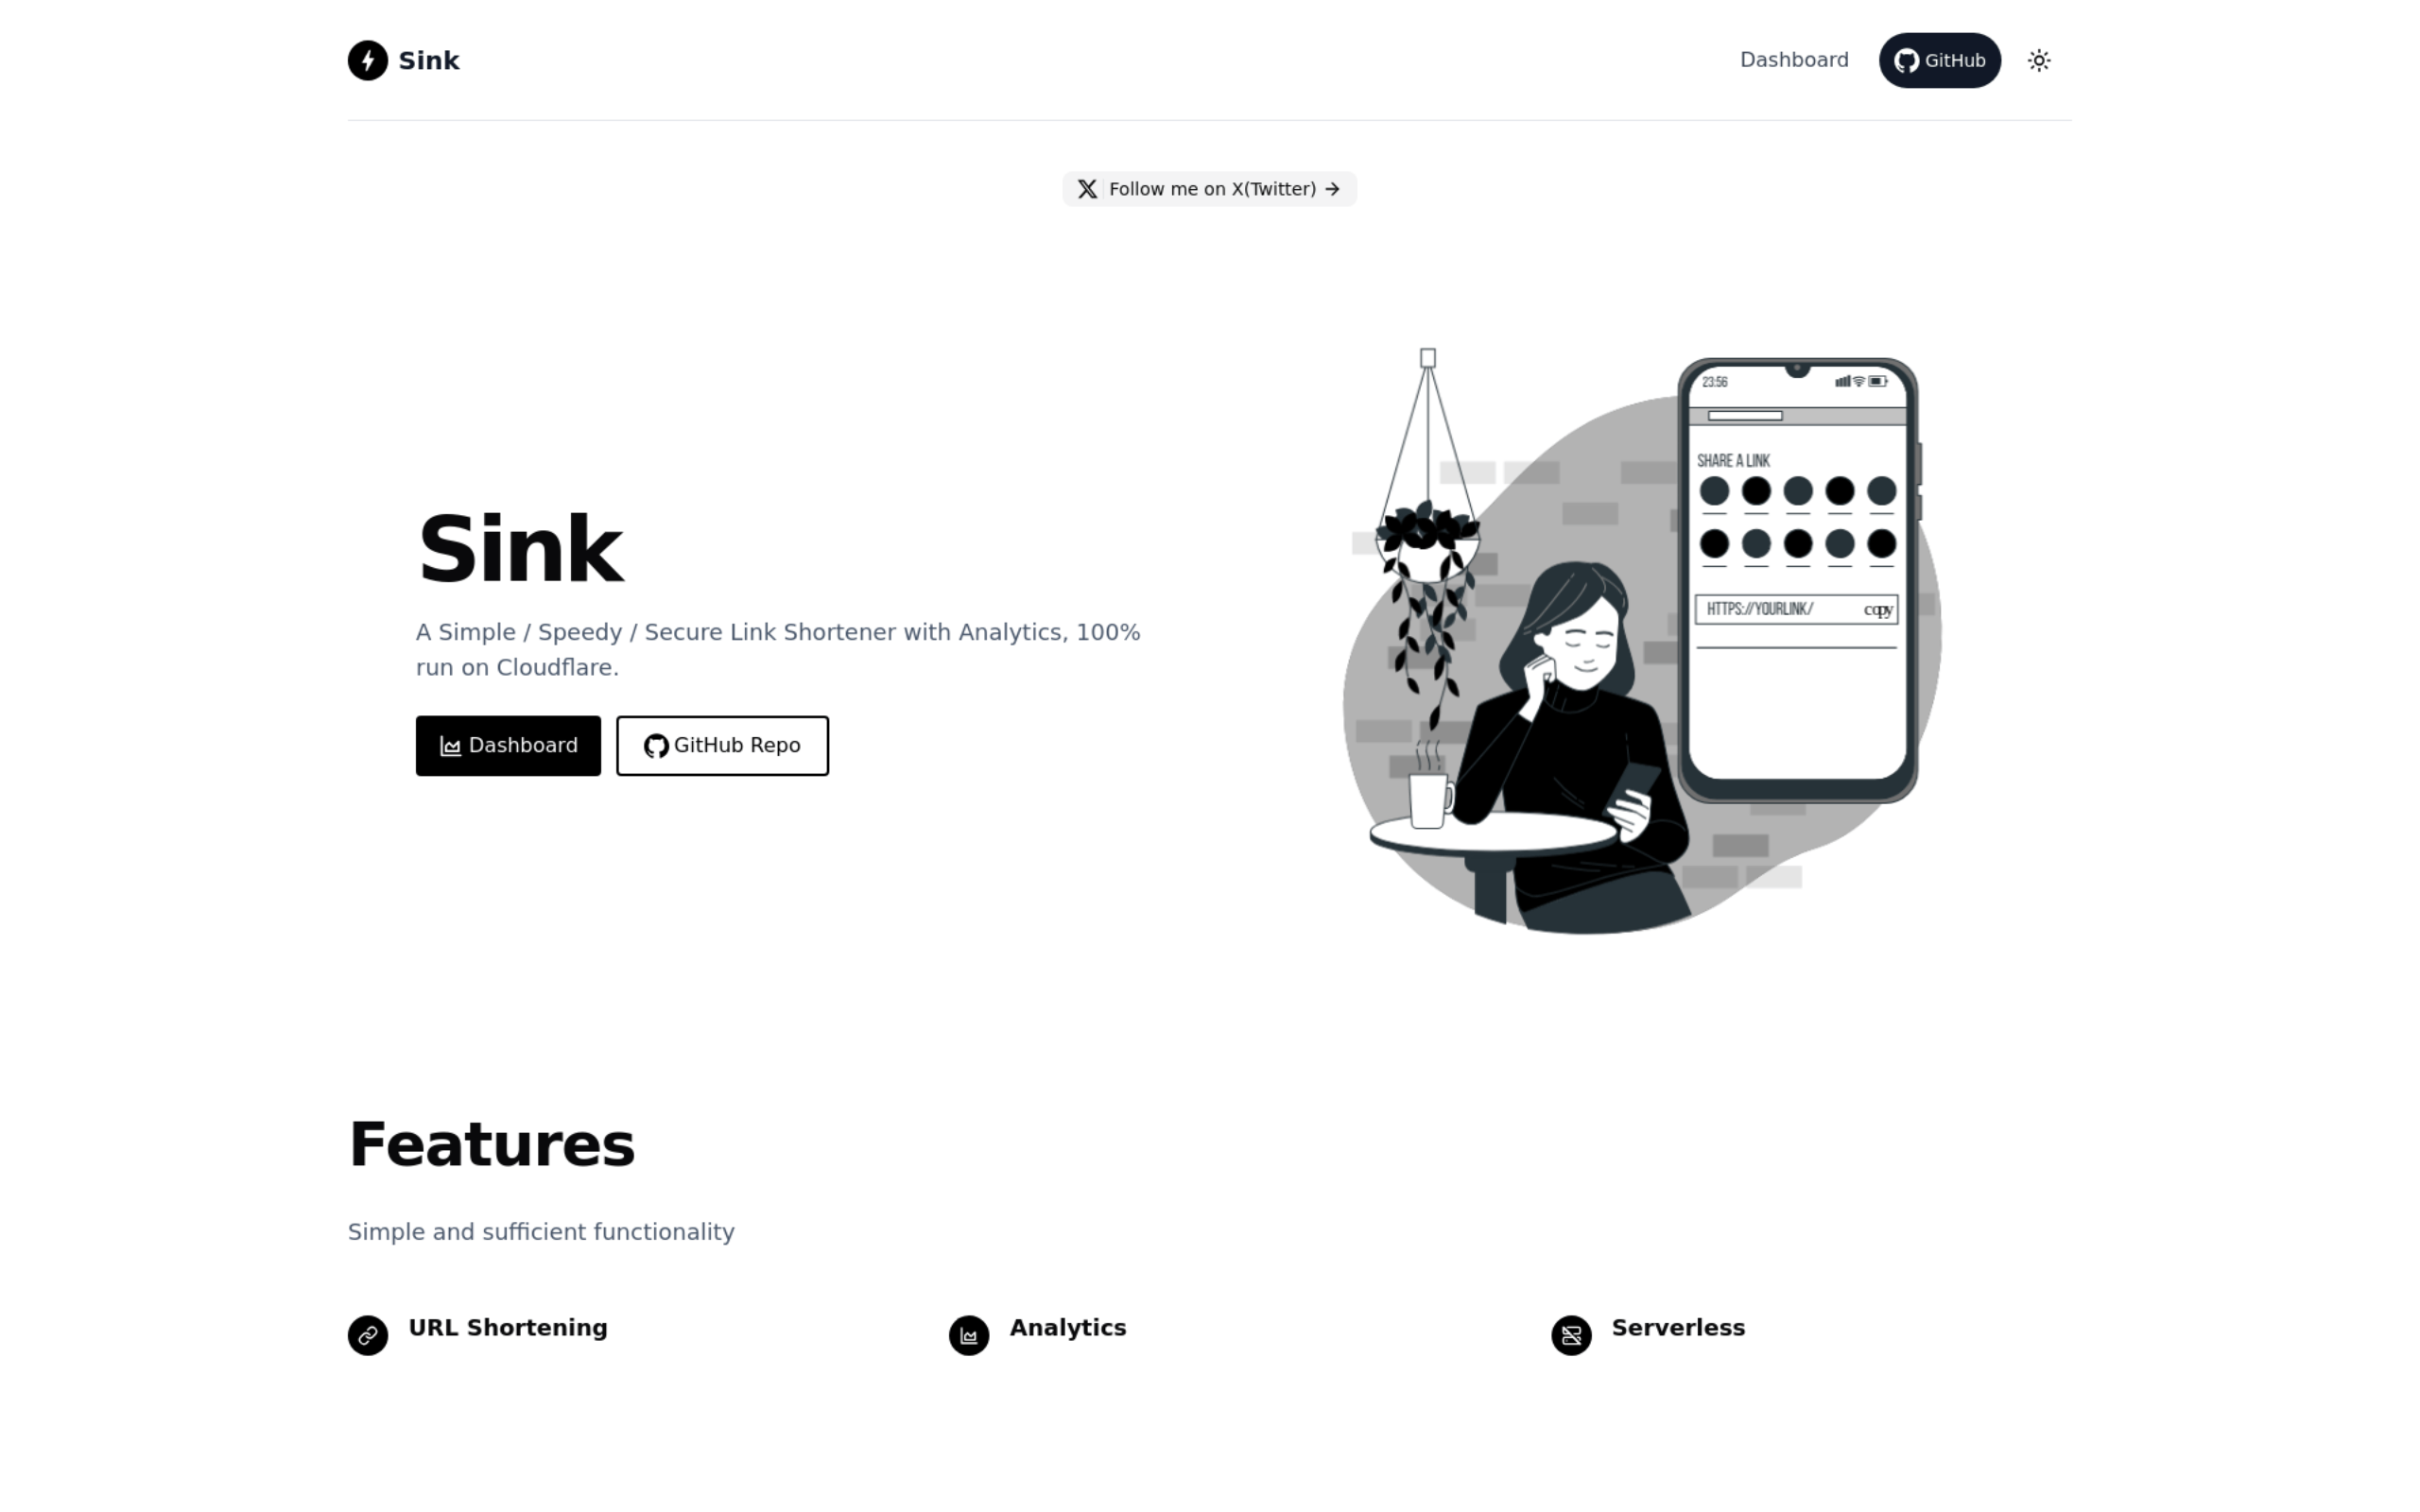 Sink
Dashboard
GitHub
Follow me on X(Twitter) →
23:56
SHARE A LINK
HTTPS://YOURLINK/ copy
Sink
A Simple / Speedy / Secure Link Shortener with Analytics, 100%
run on Cloudflare.
Dashboard
GitHub Repo
Features
Simple and sufficient functionality
URL Shortening
Analytics
Serverless